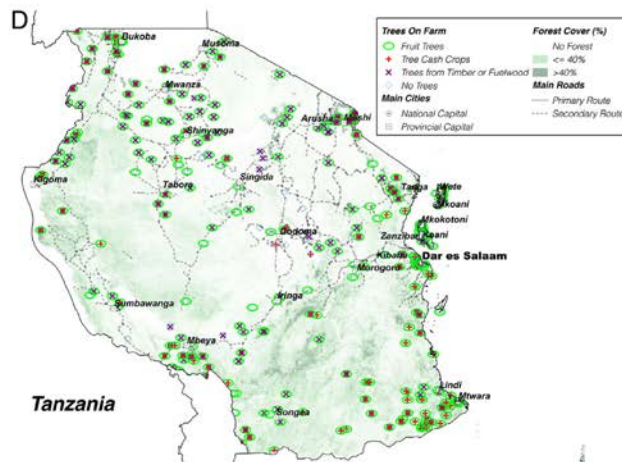 D
Trees On Farm
Fruit Trees
Tree Cash Crops
Trees from Timber or Fuelwood
No Trees
Main Cities
National Capital
Provincial Capital
Forest Cover (%)
No Forest
<= 40%
>40%
Main Roads
Primary Route
Secondary Route
Bukoba
Musoma
Mwanza
Arusha
Moshi
Shinyanga
Kigoma
Tabora
Singida
Tanga
Wete
Mkoani
Mkokotoni
Dodoma
Zanzibar
Koani
Kibaha
Dar es Salaam
Morogoro
Iringa
Sumbawanga
Mbeya
Lindi
Mtwara
Songea
Tanzania